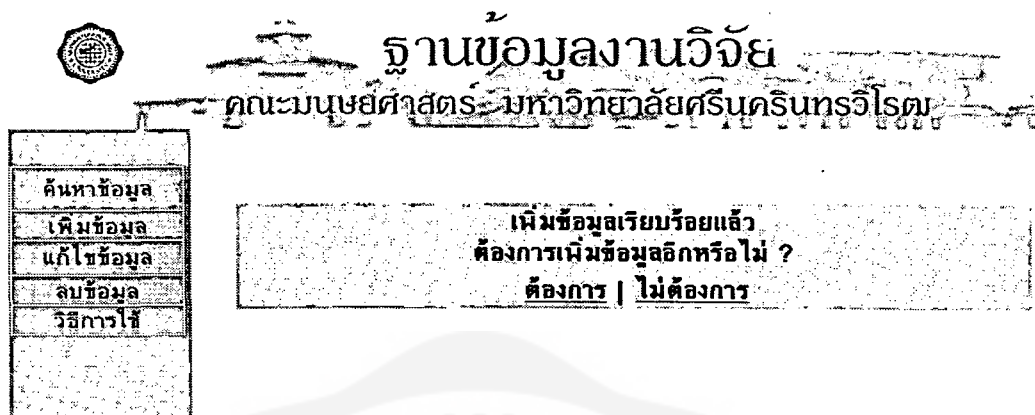 ฐานข้อมูลงานวิจัย
คณะมนุษย์ศาสตร์ มหาวิทยาลัยศรีนครินทรวิโรฒ
ค้นหาข้อมูล
เพิ่มข้อมูล
แก้ไขข้อมูล
ลบข้อมูล
วิธีการใช้
เพิ่มข้อมูลเรียบร้อยแล้ว
ต้องการเพิ่มข้อมูลอีกหรือไม่ ?
ต้องการ | ไม่ต้องการ